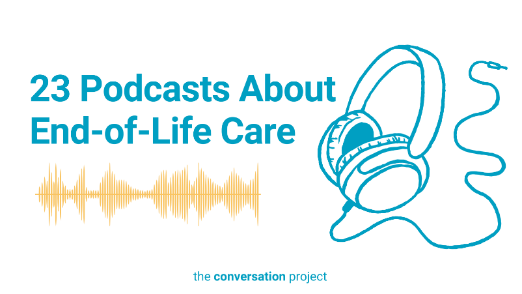 23 Podcasts About
End-of-Life Care
the conversation project